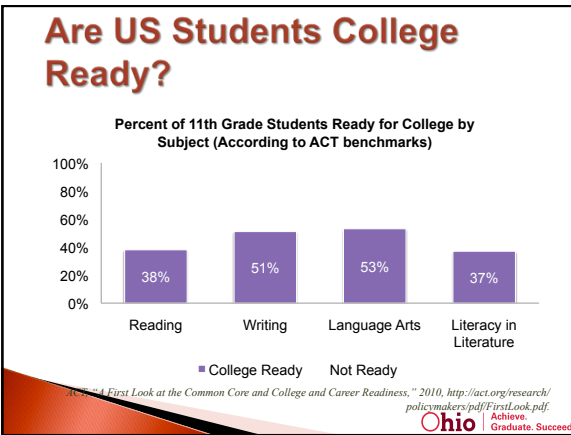 Are US Students College
Ready?
Percent of 11th Grade Students Ready for College by
Subject (According to ACT benchmarks)
100%
80%
60%
40%
20%
0%
38%
51%
53%
37%
Reading
Writing
Language Arts
Literacy in
Literature
College Ready
Not Ready
ACT, "A First Look at the Common Core and College and Career Readiness," 2010, http://act.org/research/
policymakers/pdf/FirstLook.pdf.
Ohio
Achieve.
Graduate. Succeed